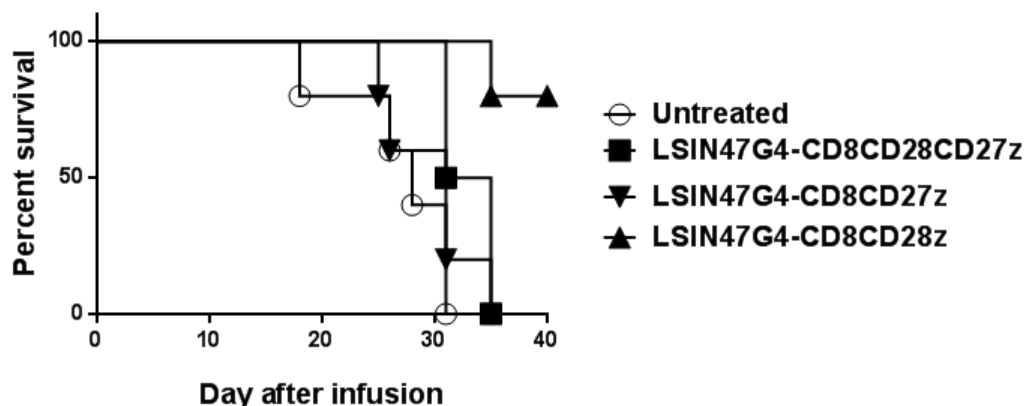 Percent survival
100
50
0
0 10 20 30 40
Day after infusion
Untreated
LSIN47G4-CD8CD28CD27z
LSIN47G4-CD8CD27z
LSIN47G4-CD8CD28z